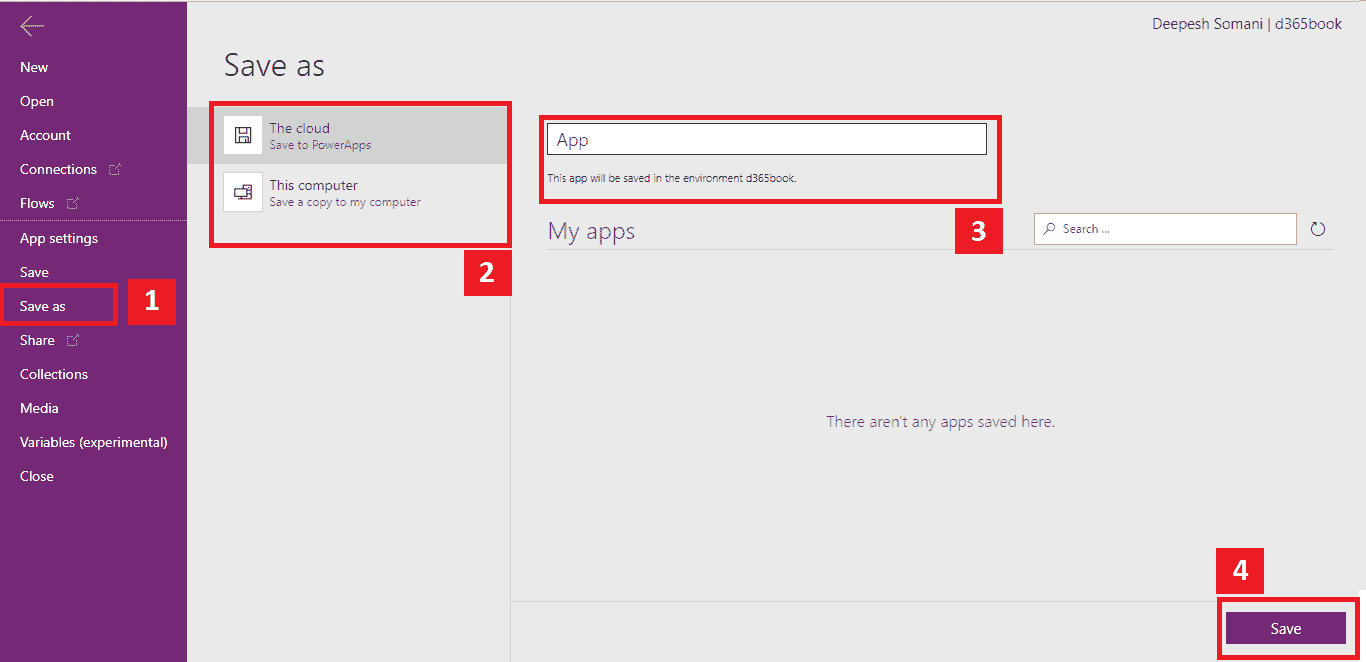 Deepesh Somani | d365book
New
Open
Account
Connections
Flows
App settings
Save
Save as
1
Share
Collections
Media
Variables (experimental)
Close
Save as
The cloud
Save to PowerApps
This computer
Save a copy to my computer
2
App
This app will be saved in the environment d365book.
3
My apps
Search ...
There aren't any apps saved here.
4
Save